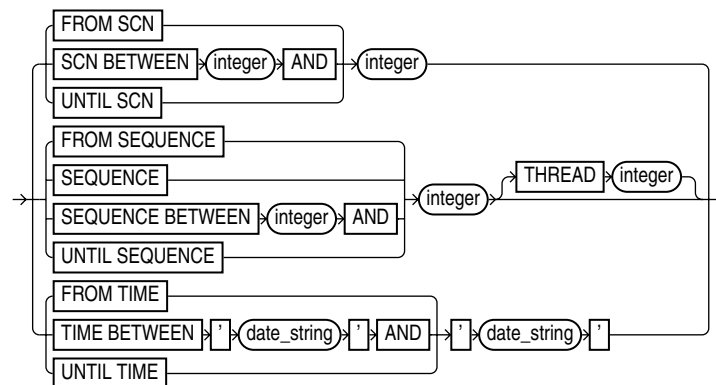 FROM SCN
SCN BETWEEN integer AND integer
UNTIL SCN
FROM SEQUENCE
SEQUENCE
SEQUENCE BETWEEN integer AND integer THREAD integer
UNTIL SEQUENCE
FROM TIME
TIME BETWEEN ' date_string ' AND ' date_string '
UNTIL TIME